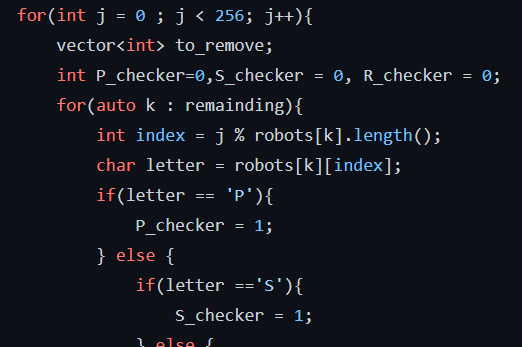 for(int j = 0 ; j < 256; j++){
    vector<int> to_remove;
    int P_checker=0,S_checker = 0, R_checker = 0;
    for(auto k : remainding){
        int index = j % robots[k].length();
        char letter = robots[k][index];
        if(letter == 'P'){
            P_checker = 1;
        } else {
            if(letter =='S'){
                S_checker = 1;
            } else {